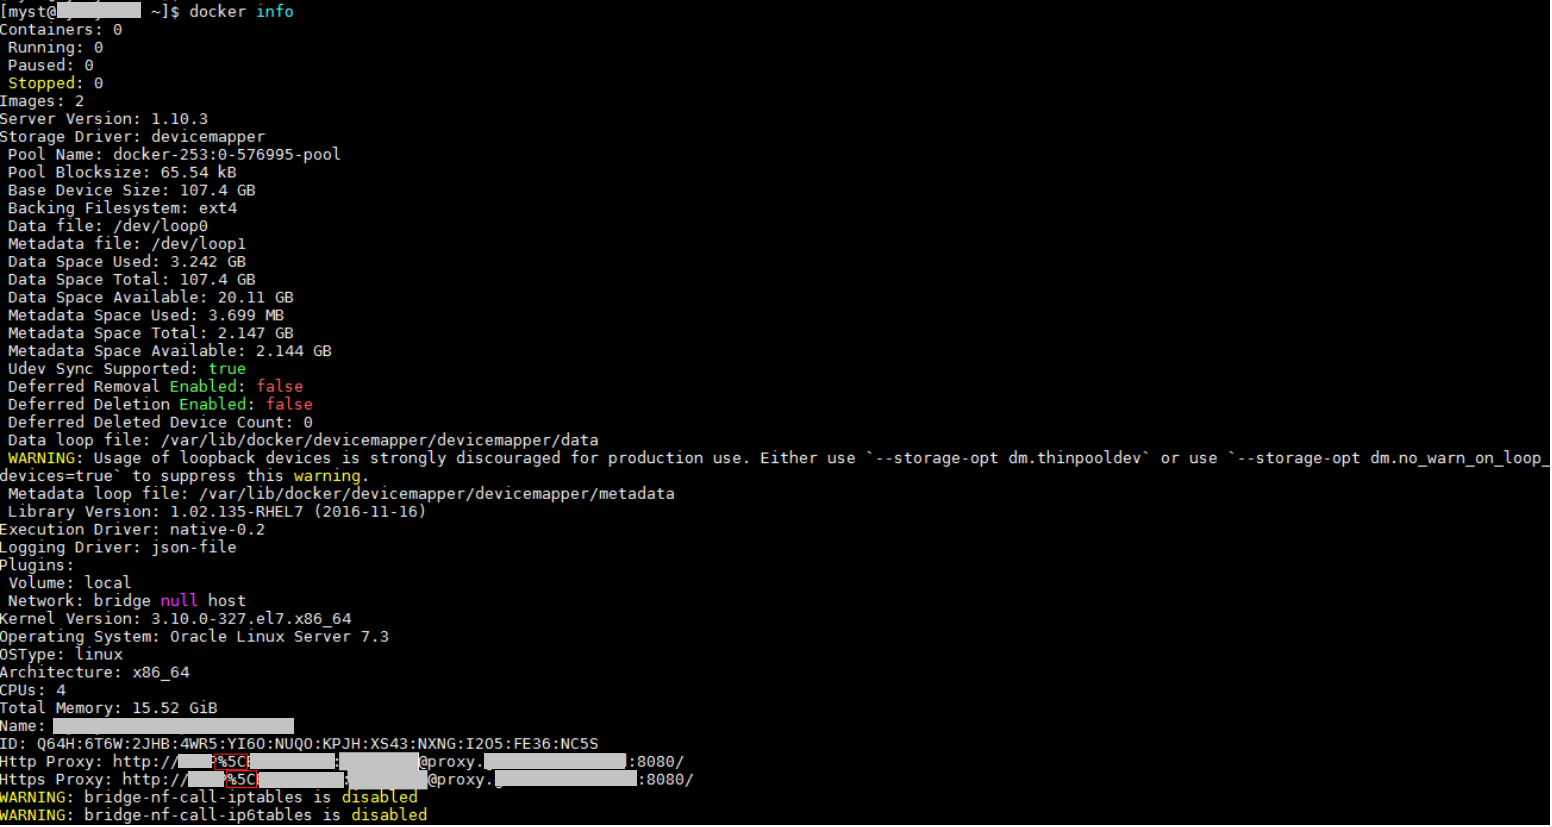 [myst@ ~]$ docker info
Containers: 0
Running: 0
Paused: 0
Stopped: 0
Images: 2
Server Version: 1.10.3
Storage Driver: devicemapper
Pool Name: docker-253:0-576995-pool
Pool Blocksize: 65.54 kB
Base Device Size: 107.4 GB
Backing Filesystem: ext4
Data file: /dev/loop0
Metadata file: /dev/loop1
Data Space Used: 3.242 GB
Data Space Total: 107.4 GB
Data Space Available: 20.11 GB
Metadata Space Used: 3.699 MB
Metadata Space Total: 2.147 GB
Metadata Space Available: 2.144 GB
Udev Sync Supported: true
Deferred Removal Enabled: false
Deferred Deletion Enabled: false
Deferred Deleted Device Count: 0
Data loop file: /var/lib/docker/devicemapper/devicemapper/data
WARNING: Usage of loopback devices is strongly discouraged for production use. Either use `--storage-opt dm.thinpooldev` or use `--storage-opt dm.no_warn_on_loop_
devices=true` to suppress this warning.
Metadata loop file: /var/lib/docker/devicemapper/devicemapper/metadata
Library Version: 1.02.135-RHEL7 (2016-11-16)
Execution Driver: native-0.2
Logging Driver: json-file
Plugins:
Volume: local
Network: bridge null host
Kernel Version: 3.10.0-327.el7.x86_64
Operating System: Oracle Linux Server 7.3
OSType: linux
Architecture: x86_64
CPUs: 4
Total Memory: 15.52 GiB
Name:
ID: Q64H:6T6W:2JHB:4WR5:YI6O:NUQO:KPJH:XS43:NXNG:I2O5:FE36:NC5S
Http Proxy: http:// %5C : @proxy. :8080/
Https Proxy: http:// %5C : @proxy. :8080/
WARNING: bridge-nf-call-iptables is disabled
WARNING: bridge-nf-call-ip6tables is disabled